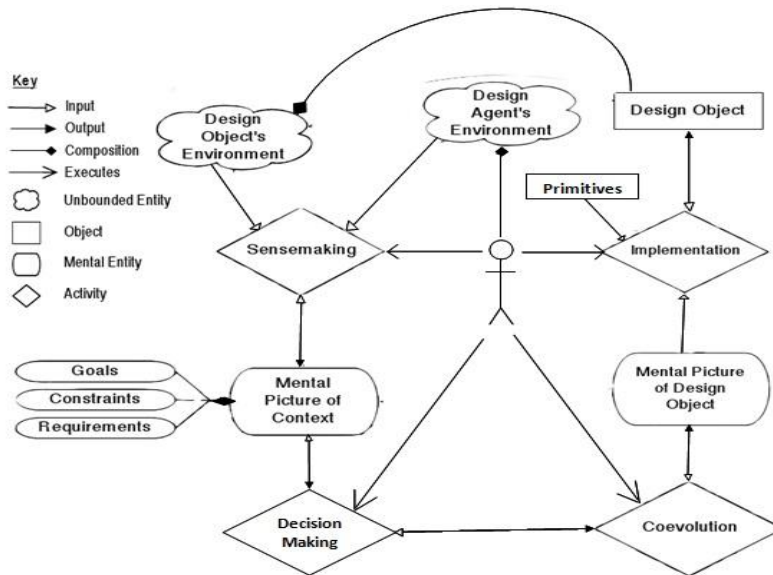 Key
Input
Output
Composition
Executes
Unbounded Entity
Object
Mental Entity
Activity
Design
Object's
Environment
Design
Agent's
Environment
Design Object
Primitives
Sensemaking
Implementation
Goals
Constraints
Requirements
Mental
Picture of
Context
Mental Picture
of Design
Object
Decision
Making
Coevolution